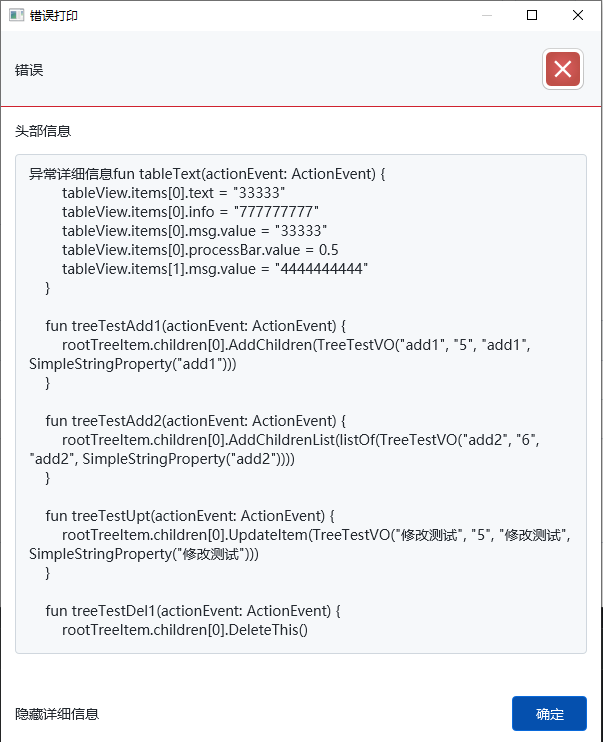 错误打印
错误
头部信息
异常详细信息fun tableText(actionEvent: ActionEvent) {
tableView.items[0].text = "33333"
tableView.items[0].info = "777777777"
tableView.items[0].msg.value = "33333"
tableView.items[0].processBar.value = 0.5
tableView.items[1].msg.value = "4444444444"
}
fun treeTestAdd1(actionEvent: ActionEvent) {
rootTreeItem.children[0].AddChildren(TreeTestVO("add1", "5", "add1",
SimpleStringProperty("add1")))
}
fun treeTestAdd2(actionEvent: ActionEvent) {
rootTreeItem.children[0].AddChildrenList(listOf(TreeTestVO("add2", "6",
"add2", SimpleStringProperty("add2"))))
}
fun treeTestUpt(actionEvent: ActionEvent) {
rootTreeItem.children[0].UpdateItem(TreeTestVO("修改测试", "5", "修改测试",
SimpleStringProperty("修改测试")))
}
fun treeTestDel1(actionEvent: ActionEvent) {
rootTreeItem.children[0].DeleteThis()
隐藏详细信息
确定